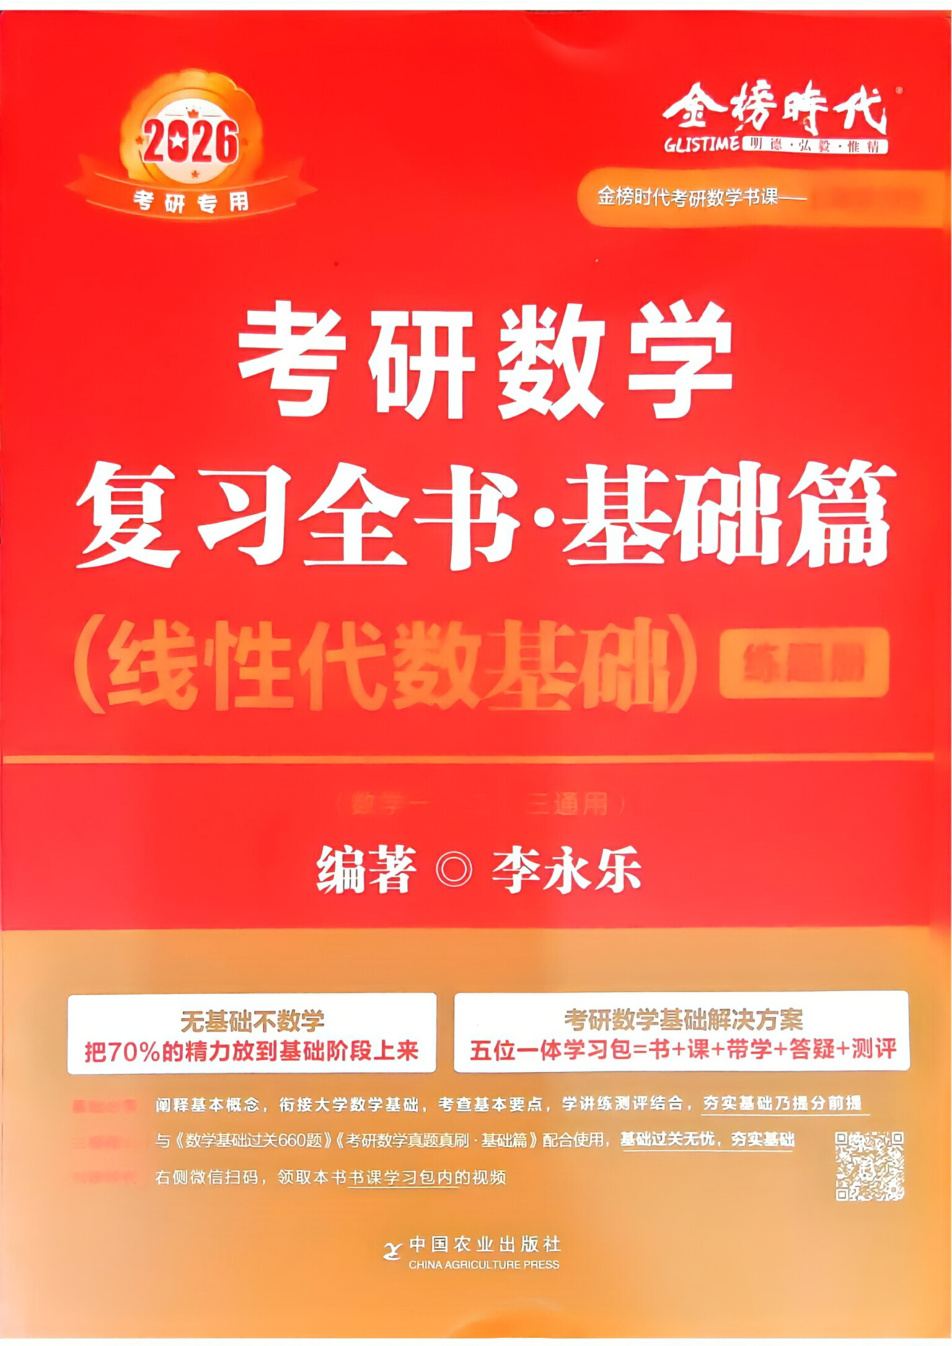 2026
考研专用
金榜時代
GLISTIME 明德·弘毅·惟精
金榜时代考研数学书课——
考研数学
复习全书·基础篇
(线性代数基础)
(数学一 三通用)
编著◎李永乐
无基础不数学
把70%的精力放到基础阶段上来
考研数学基础解决方案
五位一体学习包=书+课+带学+答疑+测评
阐释基本概念，衔接大学数学基础，考查基本要点，学讲练测评结合，夯实基础乃提分前提
与《数学基础过关660题》《考研数学真题真刷·基础篇》配合使用，基础过关无忧，夯实基础
右侧微信扫码，领取本书书课学习包内的视频
中国农业出版社
CHINA AGRICULTURE PRESS